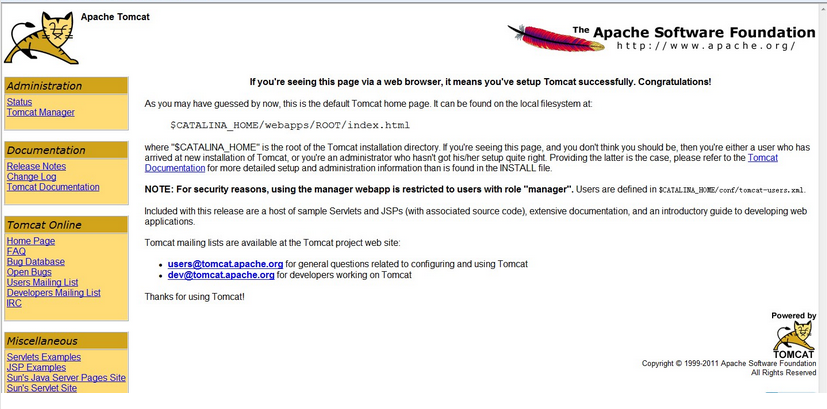 Apache Tomcat
The Apache Software Foundation
http://www.apache.org/
Administration
Status
Tomcat Manager
Documentation
Release Notes
Change Log
Tomcat Documentation
Tomcat Online
Home Page
FAQ
Bug Database
Open Bugs
Users Mailing List
Developers Mailing List
IRC
Miscellaneous
Servlets Examples
JSP Examples
Sun's Java Server Pages Site
Sun's Servlet Site
If you're seeing this page via a web browser, it means you've setup Tomcat successfully. Congratulations!
As you may have guessed by now, this is the default Tomcat home page. It can be found on the local filesystem at:
$CATALINA_HOME/webapps/ROOT/index.html
where "$CATALINA_HOME" is the root of the Tomcat installation directory. If you're seeing this page, and you don't think you should be, then you're either a user who has
arrived at new installation of Tomcat, or you're an administrator who hasn't got his/her setup quite right. Providing the latter is the case, please refer to the Tomcat
Documentation for more detailed setup and administration information than is found in the INSTALL file.
NOTE: For security reasons, using the manager webapp is restricted to users with role "manager". Users are defined in $CATALINA_HOME/conf/tomcat-users.xml.
Included with this release are a host of sample Servlets and JSPs (with associated source code), extensive documentation, and an introductory guide to developing web
applications.
Tomcat mailing lists are available at the Tomcat project web site:
• users@tomcat.apache.org for general questions related to configuring and using Tomcat
• dev@tomcat.apache.org for developers working on Tomcat
Thanks for using Tomcat!
Powered by
TOMCAT
Copyright © 1999-2011 Apache Software Foundation
All Rights Reserved